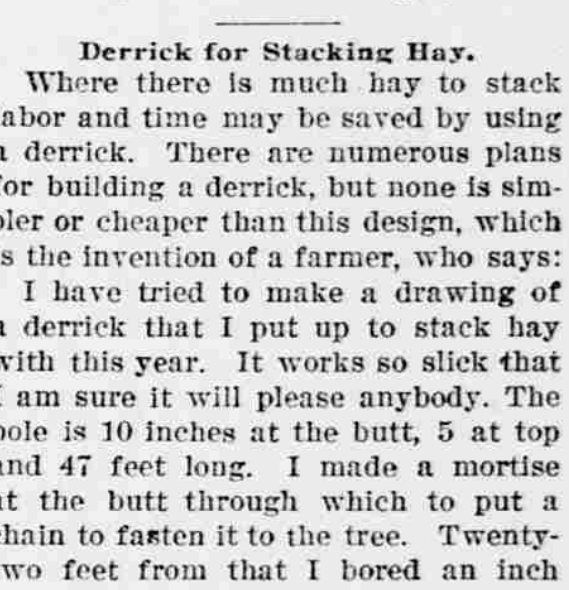 Derrick for Stacking Hay.
Where there is much hay to stack
labor and time may be saved by using
a derrick. There are numerous plans
for building a derrick, but none is sim-
pler or cheaper than this design, which
is the invention of a farmer, who says:
I have tried to make a drawing of
a derrick that I put up to stack hay
with this year. It works so slick that
I am sure it will please anybody. The
pole is 10 inches at the butt, 5 at top
and 47 feet long. I made a mortise
at the butt through which to put a
chain to fasten it to the tree. Twenty-
two feet from that I bored an inch